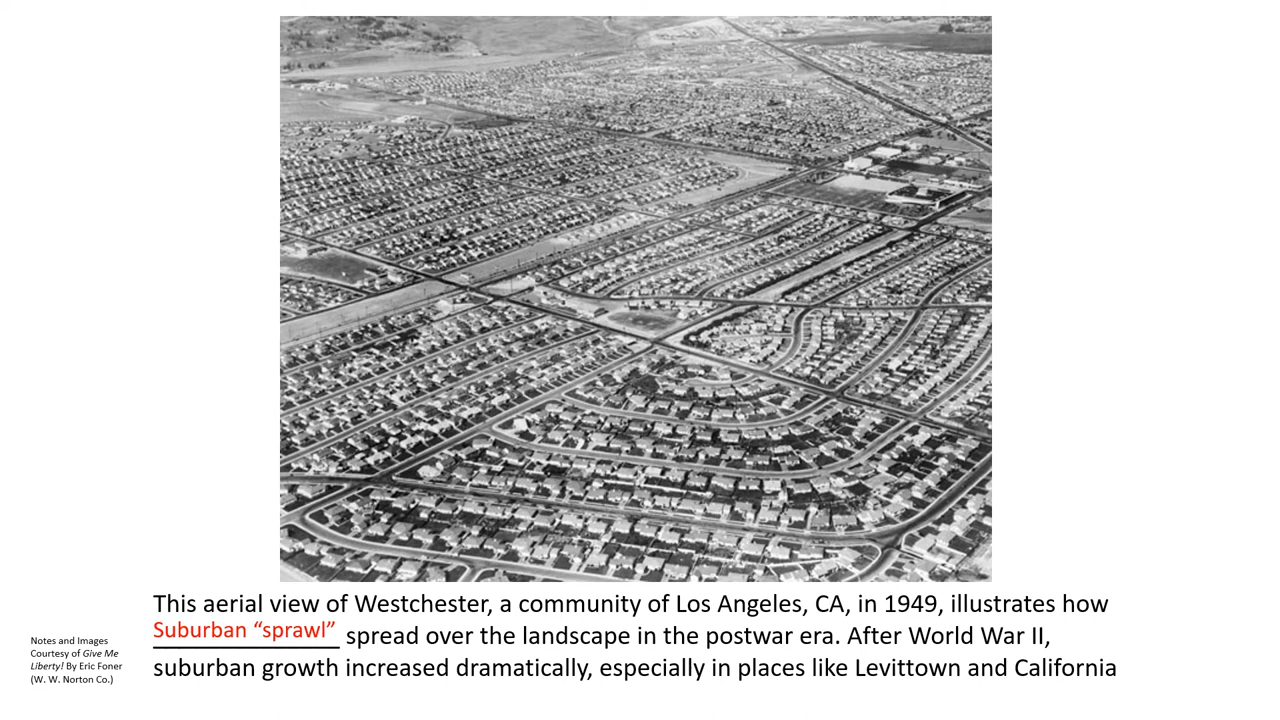 This aerial view of Westchester, a community of Los Angeles, CA, in 1949, illustrates how
Suburban “sprawl” spread over the landscape in the postwar era. After World War II,
suburban growth increased dramatically, especially in places like Levittown and California
Notes and Images
Courtesy of Give Me
Liberty! By Eric Foner
(W. W. Norton Co.)